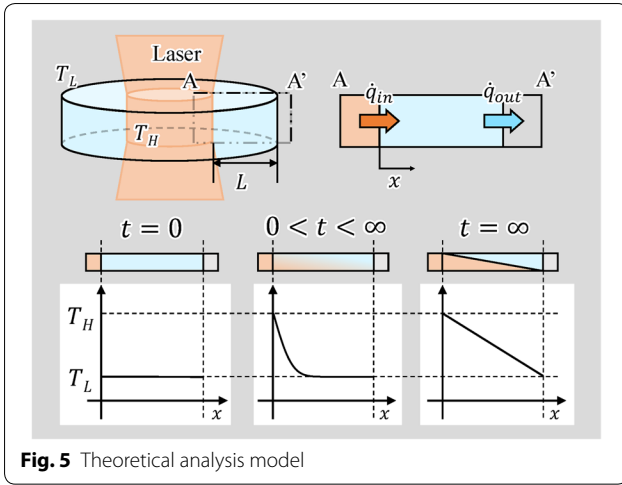 Laser
T_L A A'
T_H
L
A A'
q̇_in q̇_out
x
t = 0 0 < t < ∞ t = ∞
T_H
T_L
x x x
Fig. 5 Theoretical analysis model